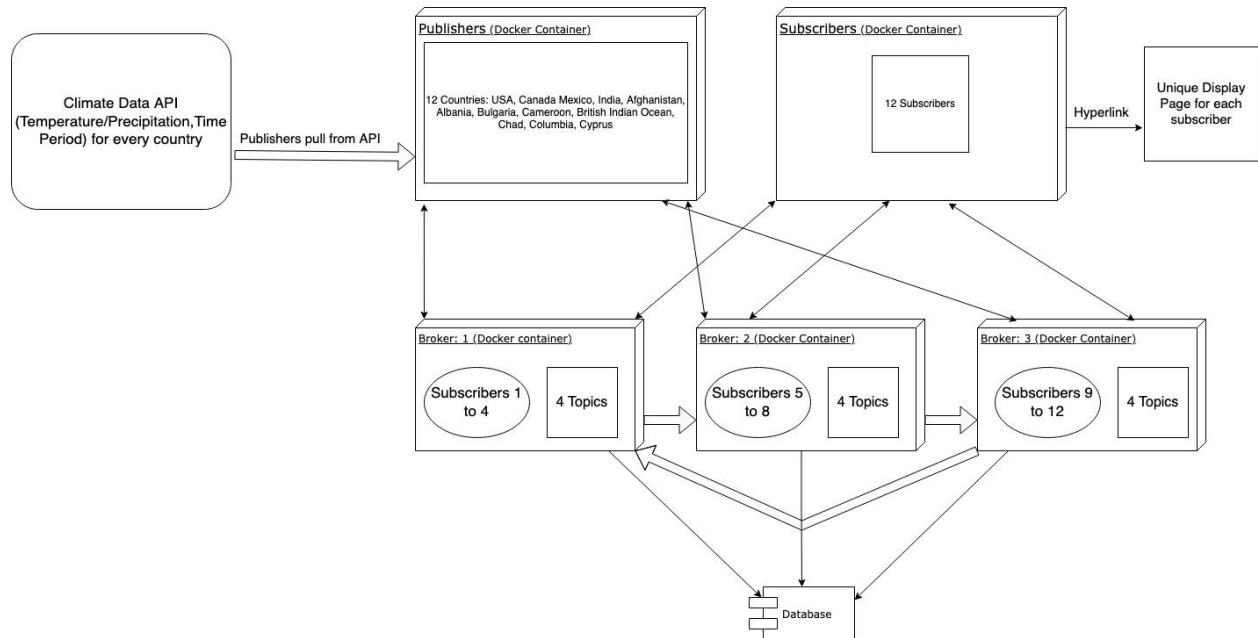 Publishers (Docker Container)
12 Countries: USA, Canada Mexico, India, Afghanistan,
Albania, Bulgaria, Cameroon, British Indian Ocean,
Chad, Columbia, Cyprus
Subscribers (Docker Container)
12 Subscribers
Climate Data API
(Temperature/Precipitation,Time
Period) for every country
Publishers pull from API
Hyperlink
Unique Display
Page for each
subscriber
Broker: 1 (Docker container)
Subscribers 1
to 4
4 Topics
Broker: 2 (Docker Container)
Subscribers 5
to 8
4 Topics
Broker: 3 (Docker Container)
Subscribers 9
to 12
4 Topics
Database